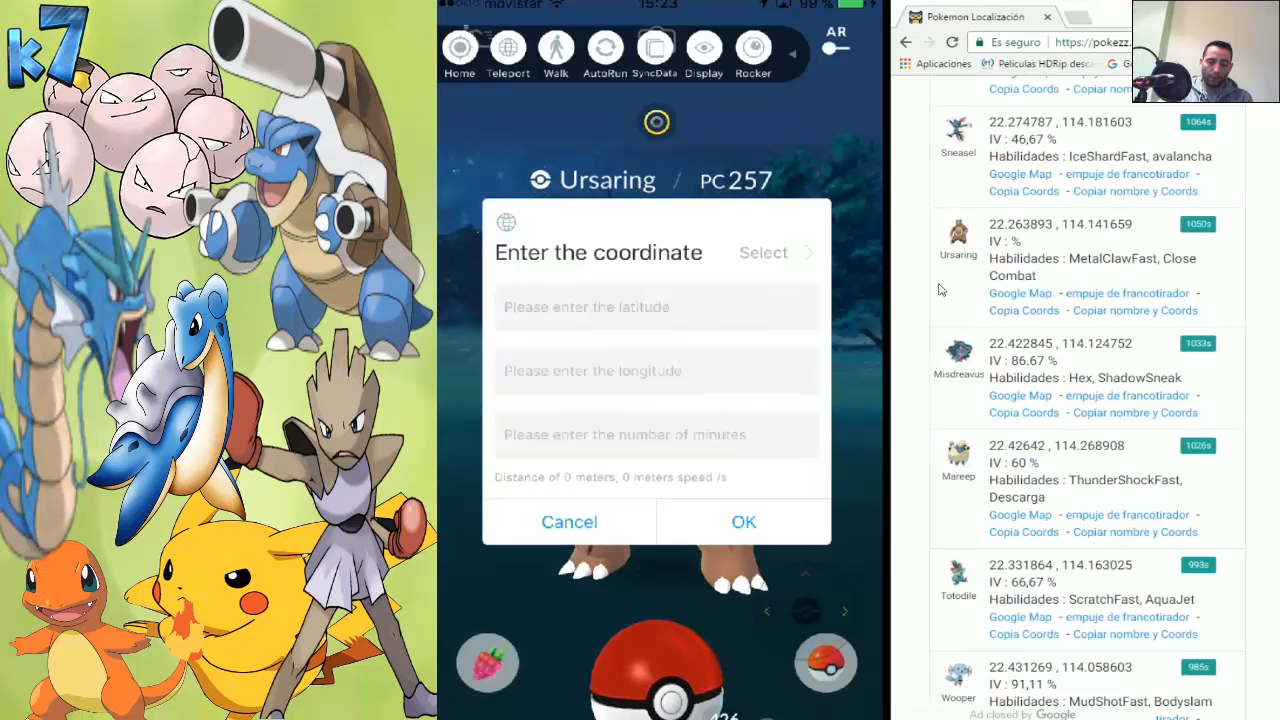 k7
movistar
15:23
99 %
Home Teleport Walk AutoRun SyncData Display Rocker
AR
Ursaring / PC 257
Enter the coordinate Select
Please enter the latitude
Please enter the longitude
Please enter the number of minutes
Distance of 0 meters, 0 meters speed /s
Cancel OK
Pokemon Localización
Es seguro https://pokezz.
Aplicaciones Peliculas HDRip desc
Copia Coords - Copiar nom
Sneasel
22.274787 , 114.181603 1064s
IV : 46,67 %
Habilidades : IceShardFast, avalancha
Google Map - empuje de francotirador -
Copia Coords - Copiar nombre y Coords
Ursaring
22.263893 , 114.141659 1050s
IV : %
Habilidades : MetalClawFast, Close
Combat
Google Map - empuje de francotirador -
Copia Coords - Copiar nombre y Coords
Misdreavus
22.422845 , 114.124752 1033s
IV : 86.67 %
Habilidades : Hex, ShadowSneak
Google Map - empuje de francotirador -
Copia Coords - Copiar nombre y Coords
Mareep
22.42642 , 114.268908 1026s
IV : 60 %
Habilidades : ThunderShockFast,
Descarga
Google Map - empuje de francotirador -
Copia Coords - Copiar nombre y Coords
Totodile
22.331864 , 114.163025 993s
IV : 66,67 %
Habilidades : ScratchFast, AquaJet
Google Map - empuje de francotirador -
Copia Coords - Copiar nombre y Coords
Wooper
22.431269 , 114.058603 985s
IV : 91,11 %
Habilidades : MudShotFast, Bodyslam
Ad closed by Google
tirador -